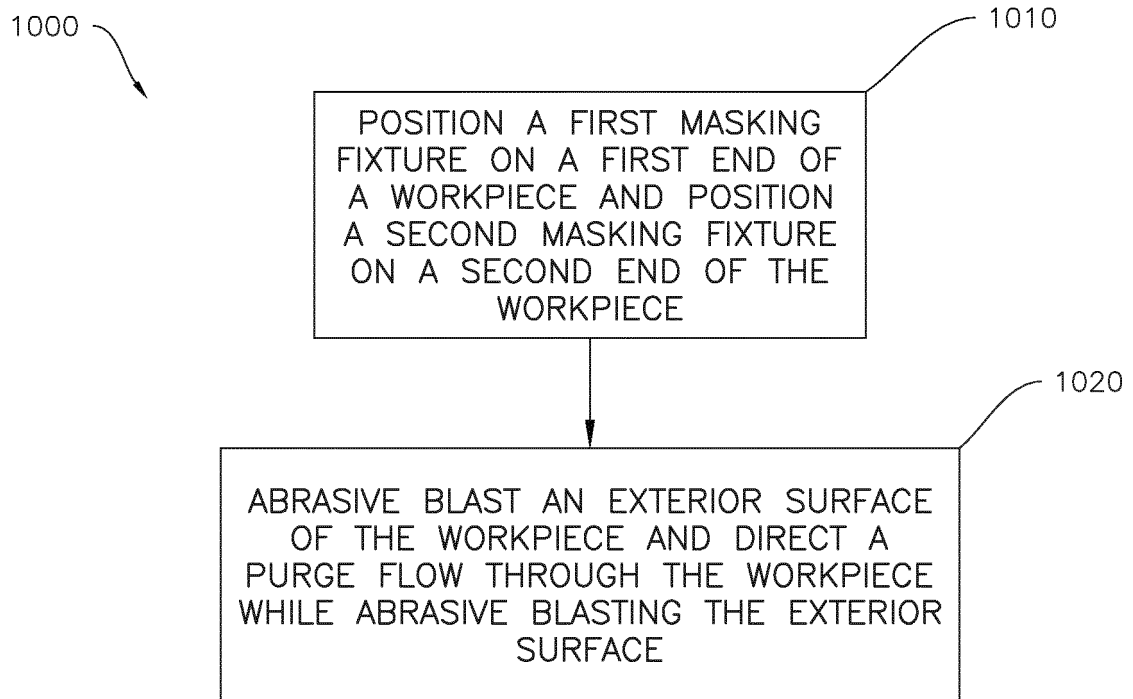 1000
1010
POSITION A FIRST MASKING
FIXTURE ON A FIRST END OF
A WORKPIECE AND POSITION
A SECOND MASKING FIXTURE
ON A SECOND END OF THE
WORKPIECE
1020
ABRASIVE BLAST AN EXTERIOR SURFACE
OF THE WORKPIECE AND DIRECT A
PURGE FLOW THROUGH THE WORKPIECE
WHILE ABRASIVE BLASTING THE EXTERIOR
SURFACE